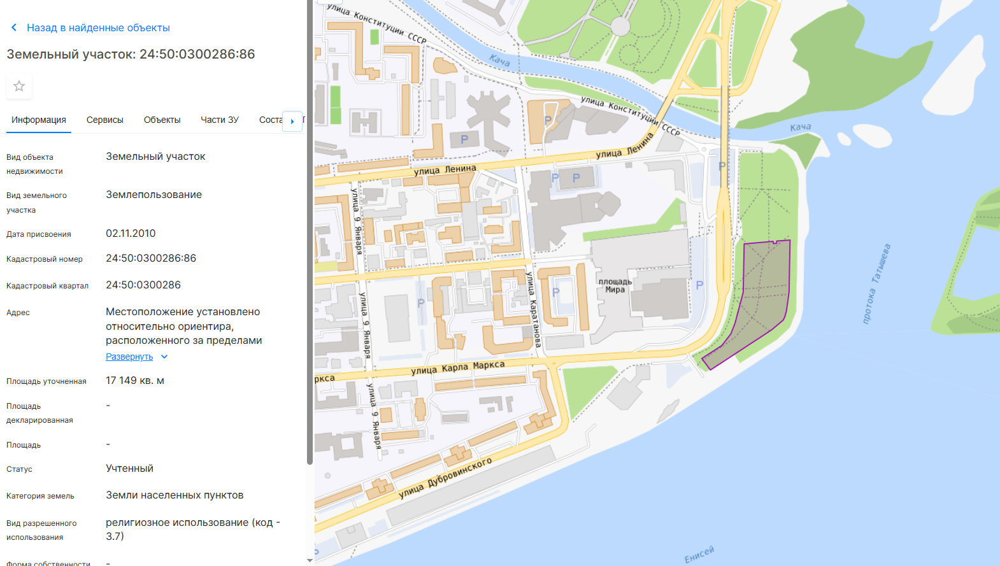 Назад в найденные объекты
Земельный участок: 24:50:0300286:86
Информация Сервисы Объекты Части ЗУ Соста
Вид объекта недвижимости
Земельный участок
Вид земельного участка
Землепользование
Дата присвоения
02.11.2010
Кадастровый номер
24:50:0300286:86
Кадастровый квартал
24:50:0300286
Адрес
Местоположение установлено
относительно ориентира,
расположенного за пределами
Развернуть
Площадь уточненная
17 149 кв. м
Площадь декларированная
-
Площадь
-
Статус
Учтенный
Категория земель
Земли населенных пунктов
Вид разрешенного использования
религиозное использование (код -
3.7)
Форма собственности
-
улица Конституции СССР
Кача
улица Конституции СССР
Кача
P
P
улица Ленина
улица Ленина
P
P
P
улица 9 Января
протока Татышева
площадь
Мира
P
P
P
улица Каратанова
улица 9 Января
улица Карла Маркса
ркса
улица 9 Января
улица Дубровинского
P
Енисей